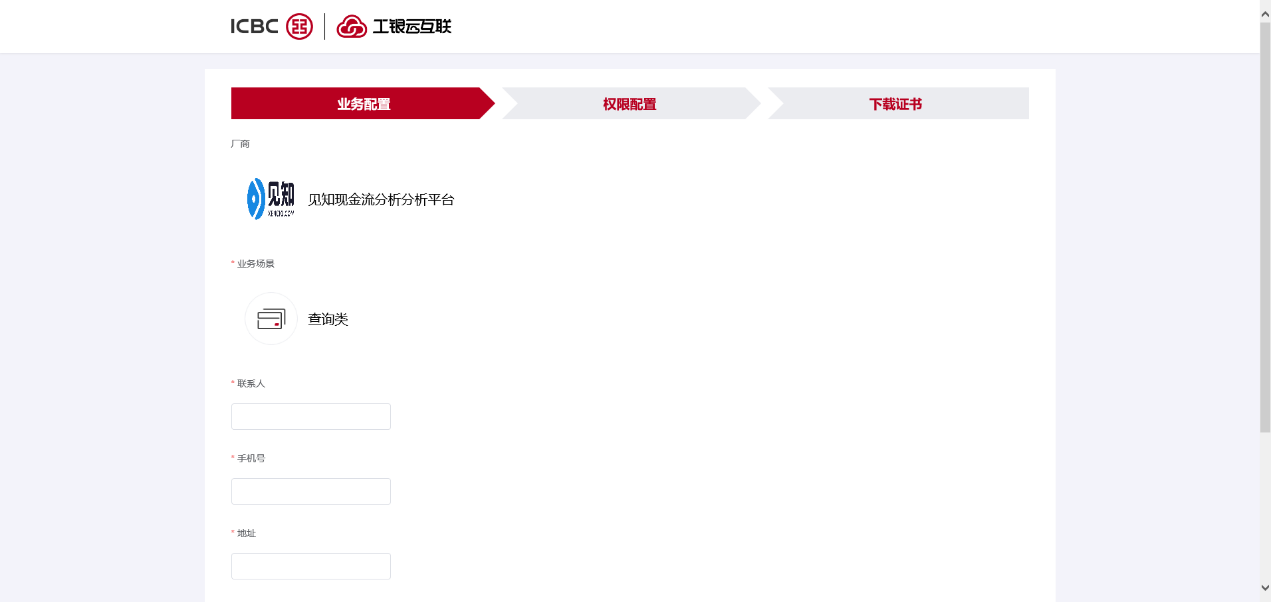 ICBC 工银云互联
业务配置 权限配置 下载证书
厂商
见知
见知现金流分析分析平台
* 业务场景
查询类
* 联系人
* 手机号
* 地址